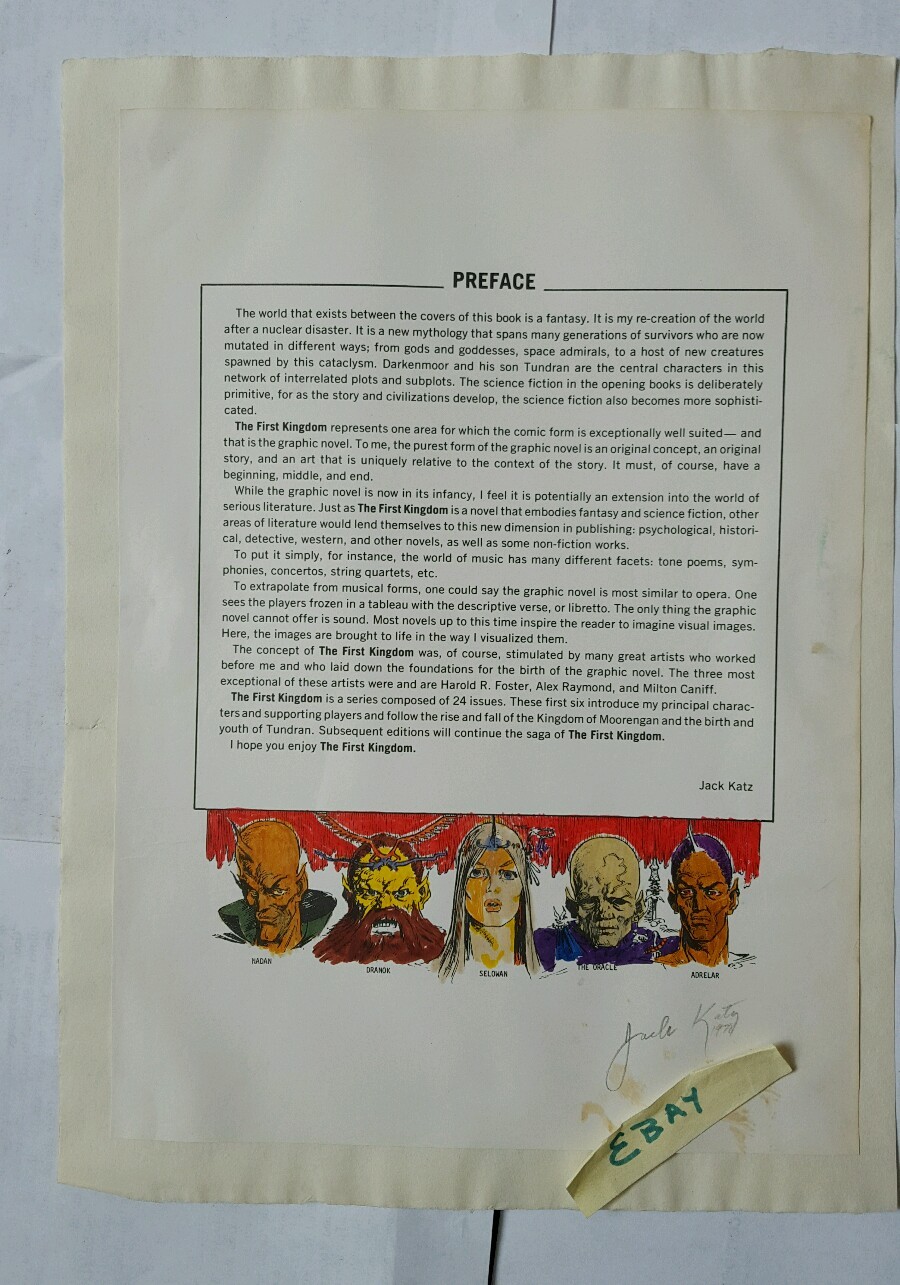 PREFACE
The world that exists between the covers of this book is a fantasy. It is my re-creation of the world
after a nuclear disaster. It is a new mythology that spans many generations of survivors who are now
mutated in different ways; from gods and goddesses, space admirals, to a host of new creatures
spawned by this cataclysm. Darkenmoor and his son Tundran are the central characters in this
network of interrelated plots and subplots. The science fiction in the opening books is deliberately
primitive, for as the story and civilizations develop, the science fiction also becomes more sophisti-
cated.
The First Kingdom represents one area for which the comic form is exceptionally well suited— and
that is the graphic novel. To me, the purest form of the graphic novel is an original concept, an original
story, and an art that is uniquely relative to the context of the story. It must, of course, have a
beginning, middle, and end.
While the graphic novel is now in its infancy, I feel it is potentially an extension into the world of
serious literature. Just as The First Kingdom is a novel that embodies fantasy and science fiction, other
areas of literature would lend themselves to this new dimension in publishing: psychological, histori-
cal, detective, western, and other novels, as well as some non-fiction works.
To put it simply, for instance, the world of music has many different facets: tone poems, sym-
phonies, concertos, string quartets, etc.
To extrapolate from musical forms, one could say the graphic novel is most similar to opera. One
sees the players frozen in a tableau with the descriptive verse, or libretto. The only thing the graphic
novel cannot offer is sound. Most novels up to this time inspire the reader to imagine visual images.
Here, the images are brought to life in the way I visualized them.
The concept of The First Kingdom was, of course, stimulated by many great artists who worked
before me and who laid down the foundations for the birth of the graphic novel. The three most
exceptional of these artists were and are Harold R. Foster, Alex Raymond, and Milton Caniff.
The First Kingdom is a series composed of 24 issues. These first six introduce my principal charac-
ters and supporting players and follow the rise and fall of the Kingdom of Moorengan and the birth and
youth of Tundran. Subsequent editions will continue the saga of The First Kingdom.
I hope you enjoy The First Kingdom.
Jack Katz
NADAN
DRANOK
SELOWAN
THE ORACLE
ADRELAR
Jack Katz
1978
EBAY